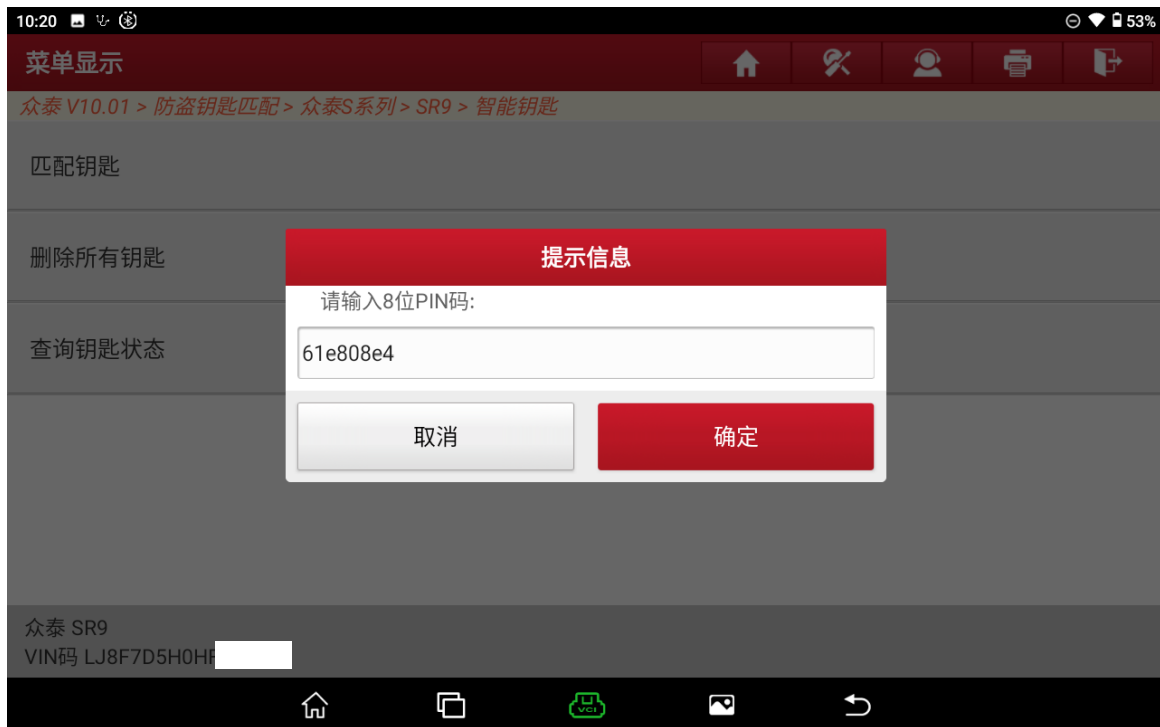 10:20
53%
菜单显示
众泰 V10.01 > 防盗钥匙匹配 > 众泰S系列 > SR9 > 智能钥匙
匹配钥匙
删除所有钥匙
查询钥匙状态
提示信息
请输入8位PIN码:
61e808e4
取消
确定
众泰 SR9
VIN码 LJ8F7D5H0H
VCI